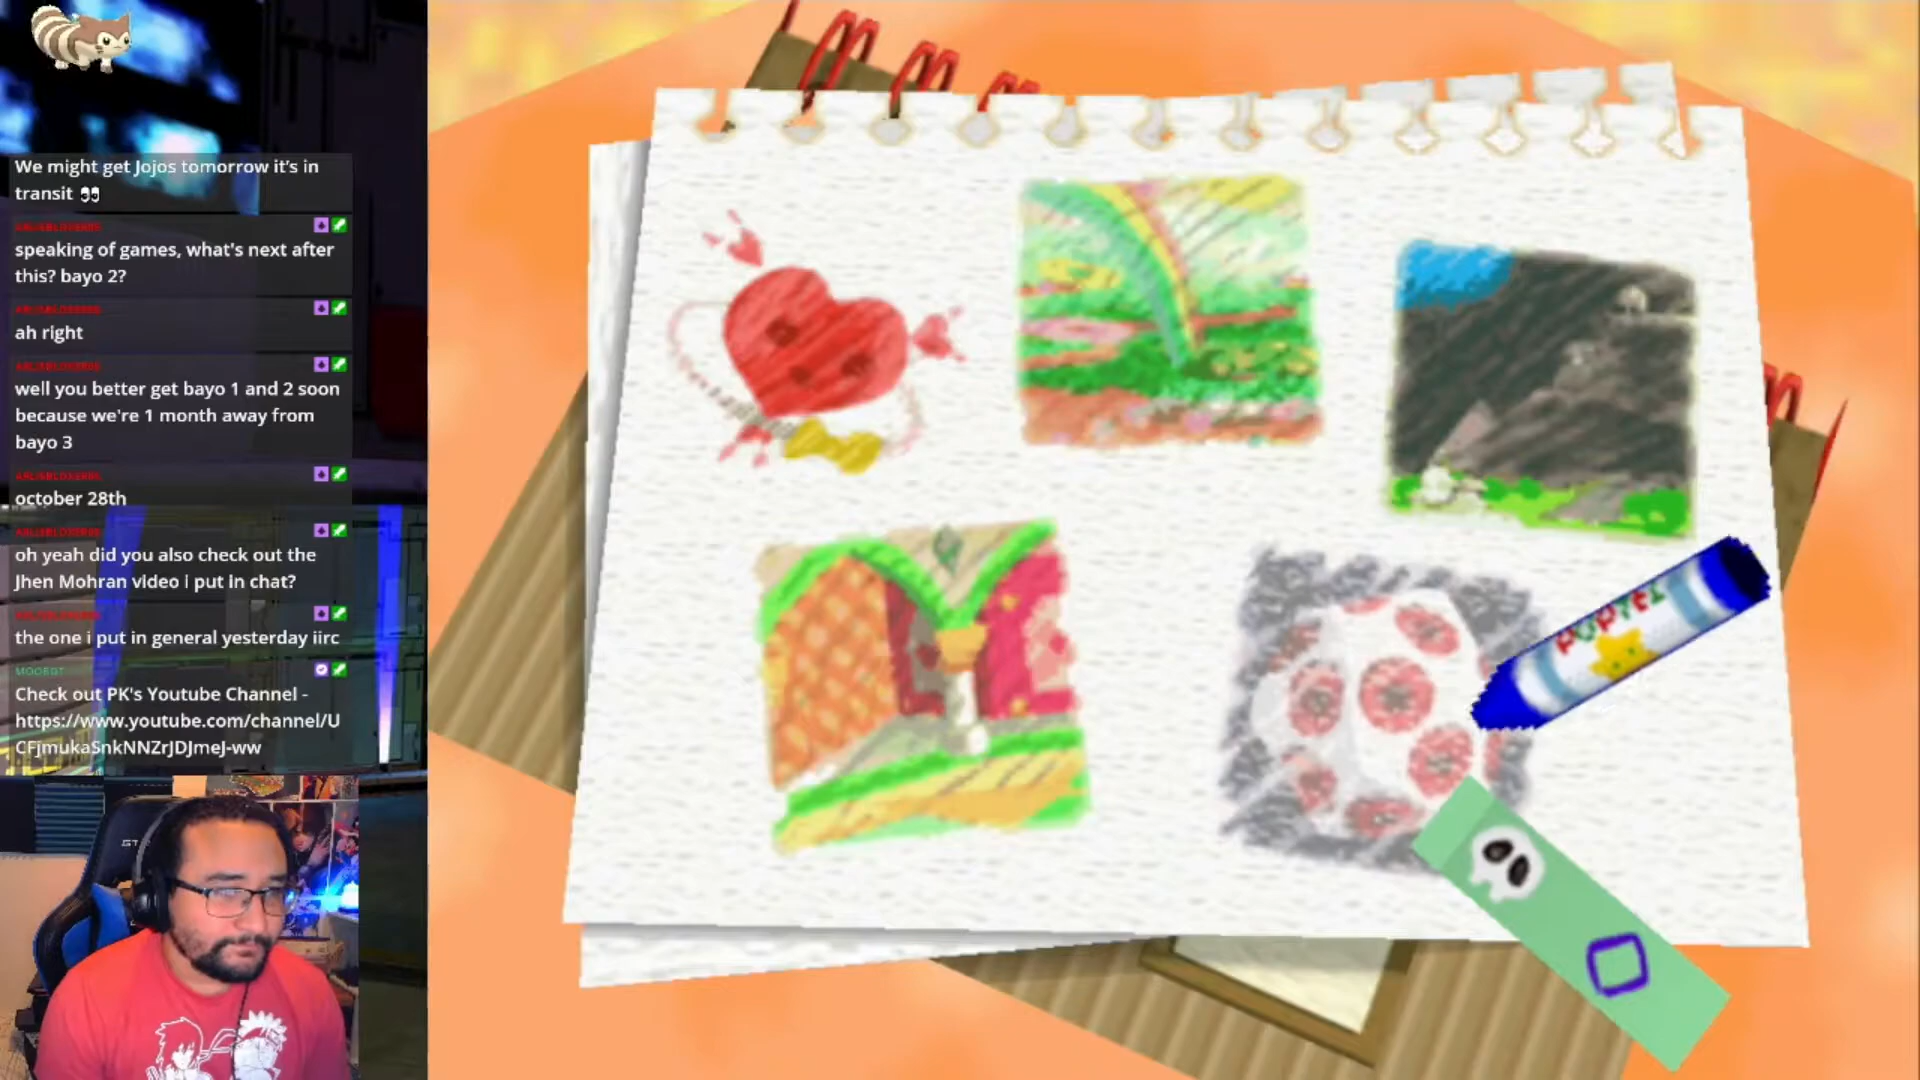 We might get Jojos tomorrow it's in
transit 👀
speaking of games, what's next after
this? bayo 2?
ah right
well you better get bayo 1 and 2 soon
because we're 1 month away from
bayo 3
october 28th
oh yeah did you also check out the
Jhen Mohran video i put in chat?
the one i put in general yesterday iirc
MOOBOT
Check out PK's Youtube Channel -
https://www.youtube.com/channel/U
CFjmukaSnkNNZrJDJmeJ-ww